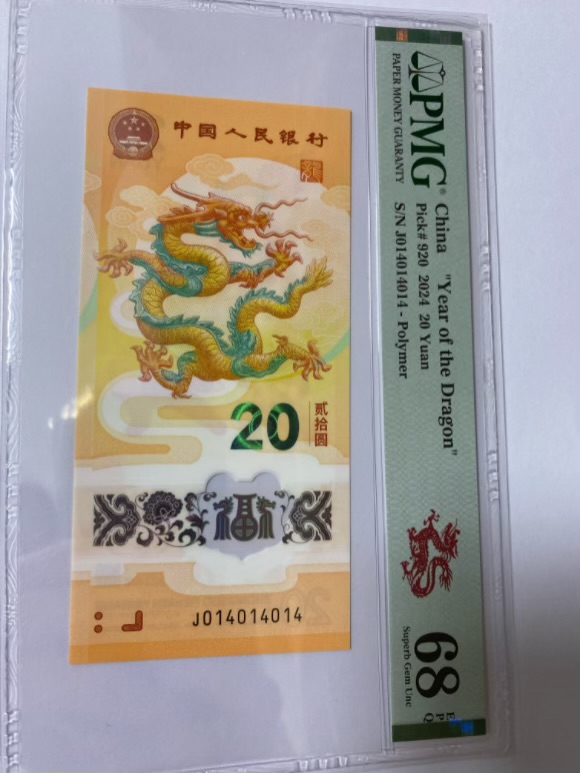 中国人民银行
20
贰拾圆
福
J014014014
PMG®
PAPER MONEY GUARANTY
China "Year of the Dragon"
Pick# 920 2024 20 Yuan
S/N J014014014 - Polymer
68
Superb Gem Unc
E
P
Q